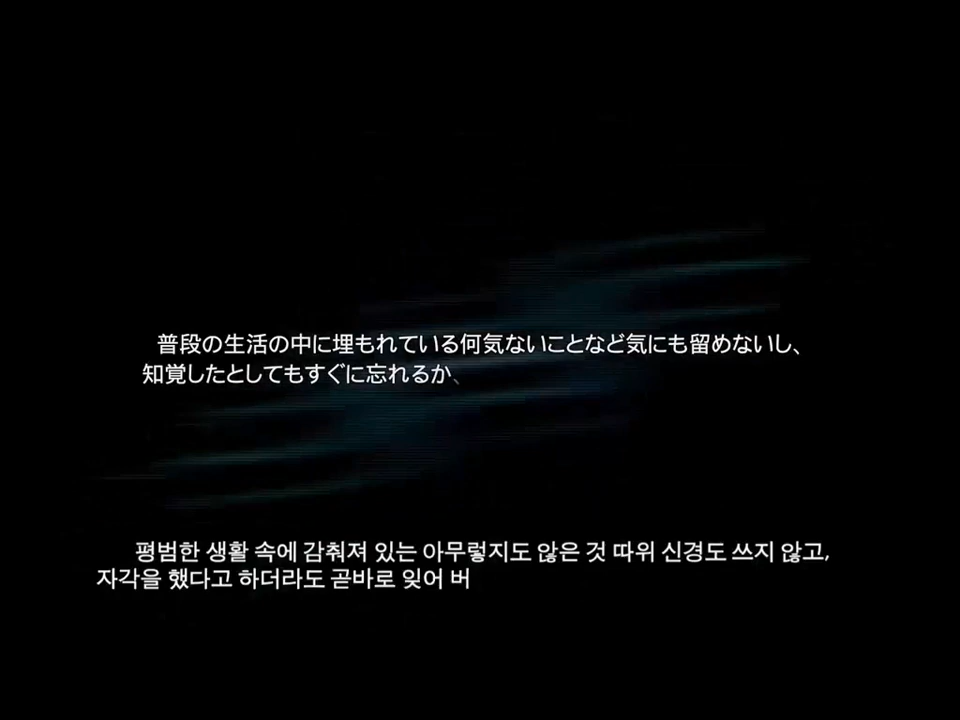 普段の生活の中に埋もれている何気ないことなど気にも留めないし、
知覚したとしてもすぐに忘れるか、
평범한 생활 속에 감춰져 있는 아무렇지도 않은 것 따위 신경도 쓰지 않고,
자각을 했다고 하더라도 곧바로 잊어 버